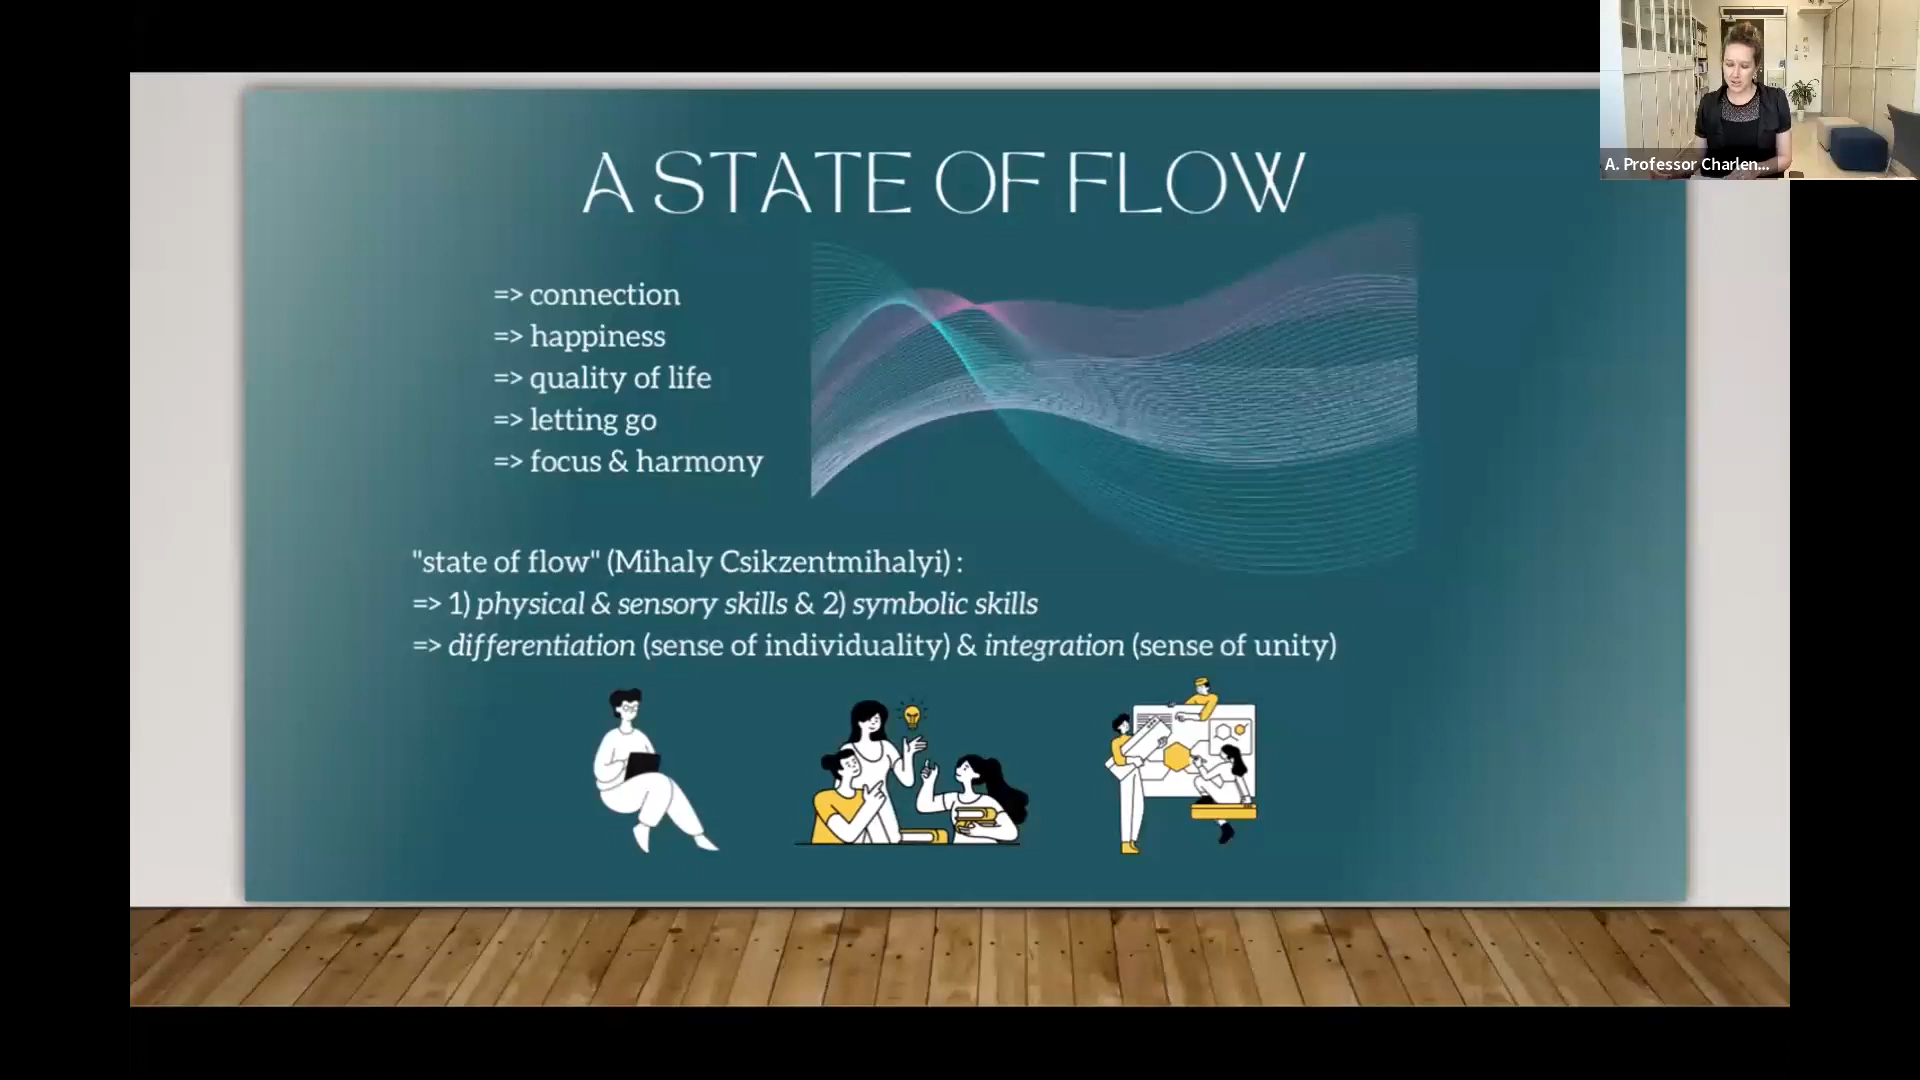 A STATE OF FLOW
=> connection
=> happiness
=> quality of life
=> letting go
=> focus & harmony
"state of flow" (Mihaly Csikzentmihalyi) :
=> 1) physical & sensory skills & 2) symbolic skills
=> differentiation (sense of individuality) & integration (sense of unity)
A. Professor Charlen...